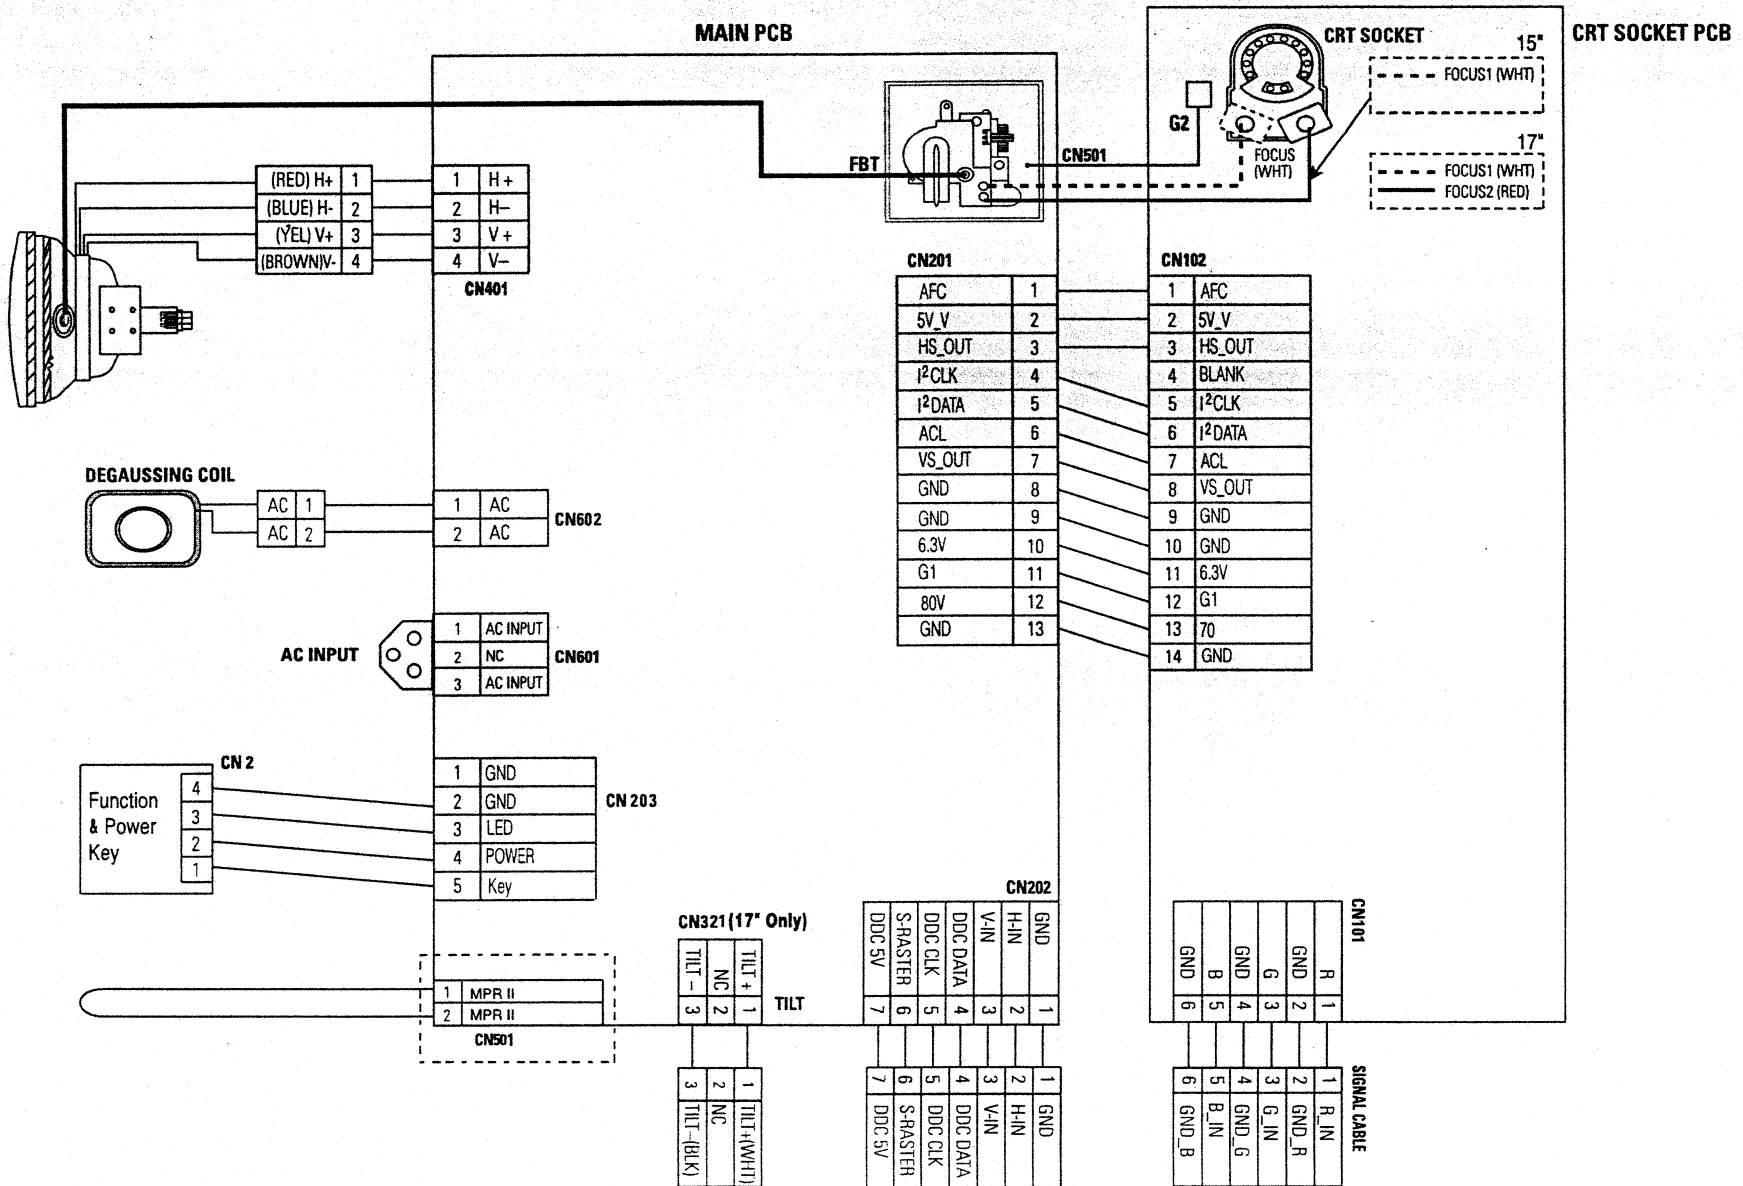 MAIN PCB
CRT SOCKET PCB
CRT SOCKET
15"
FOCUS1 (WHT)
17"
FOCUS1 (WHT)
FOCUS2 (RED)
G2
FOCUS
(WHT)
FBT
CN501
(RED) H+ 1
(BLUE) H- 2
(YEL) V+ 3
(BROWN)V- 4
1 H+
2 H–
3 V+
4 V–
CN401
CN201
AFC 1
5V_V 2
HS_OUT 3
I²CLK 4
I²DATA 5
ACL 6
VS_OUT 7
GND 8
GND 9
6.3V 10
G1 11
80V 12
GND 13
CN102
1 AFC
2 5V_V
3 HS_OUT
4 BLANK
5 I²CLK
6 I²DATA
7 ACL
8 VS_OUT
9 GND
10 GND
11 6.3V
12 G1
13 70
14 GND
DEGAUSSING COIL
AC 1
AC 2
1 AC
2 AC
CN602
AC INPUT
1 AC INPUT
2 NC
3 AC INPUT
CN601
CN 2
Function
& Power
Key
4
3
2
1
1 GND
2 GND
3 LED
4 POWER
5 Key
CN 203
1 MPR II
2 MPR II
CN501
CN321 (17" Only)
TILT – 3
NC 2
TILT + 1
TILT
3 TILT–(BLK)
2 NC
1 TILT+(WHT)
CN202
DDC 5V 7
S-RASTER 6
DDC CLK 5
DDC DATA 4
V-IN 3
H-IN 2
GND 1
7 DDC 5V
6 S-RASTER
5 DDC CLK
4 DDC DATA
3 V-IN
2 H-IN
1 GND
CN101
GND 6
B 5
GND 4
G 3
GND 2
R 1
SIGNAL CABLE
6 GND_B
5 B_IN
4 GND_G
3 G_IN
2 GND_R
1 R_IN